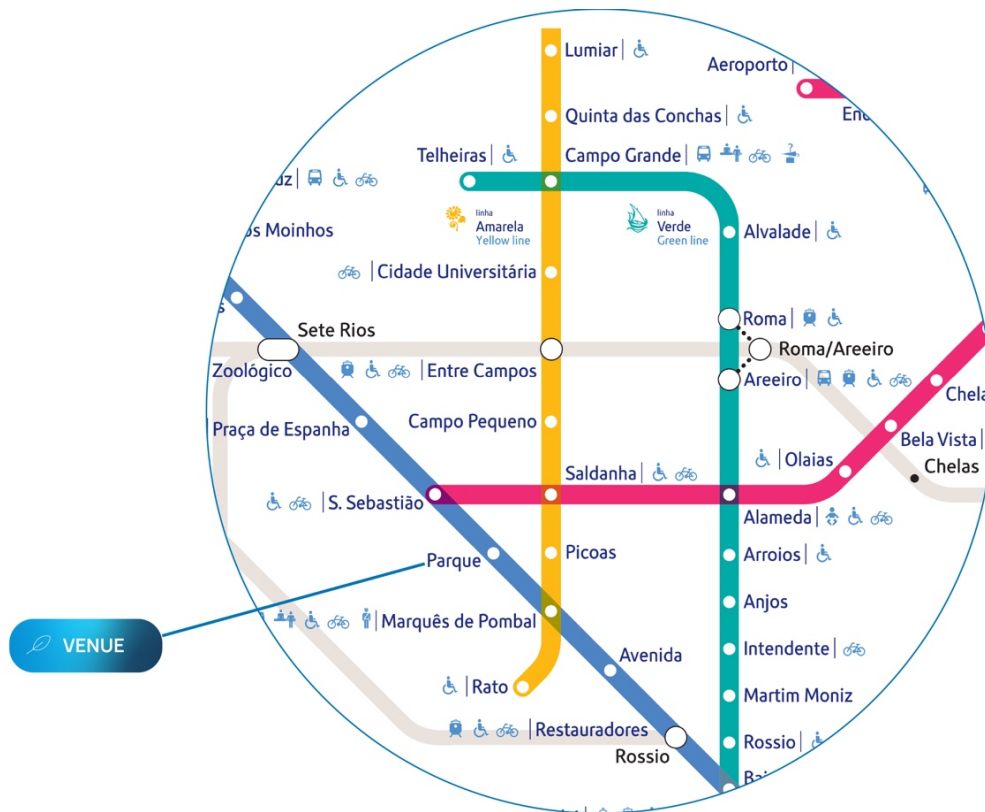 Lumiar
Aeroporto
Quinta das Conchas
Telheiras
Campo Grande
linha
Amarela
Yellow line
linha
Verde
Green line
Alvalade
Moinhos
Cidade Universitária
Sete Rios
Roma
Roma/Areeiro
Zoológico
Entre Campos
Areeiro
Praça de Espanha
Campo Pequeno
Bela Vista
Saldanha
Olaias
Chelas
S. Sebastião
Alameda
Parque
Picoas
Arroios
Anjos
VENUE
Marquês de Pombal
Avenida
Intendente
Rato
Martim Moniz
Restauradores
Rossio
Rossio